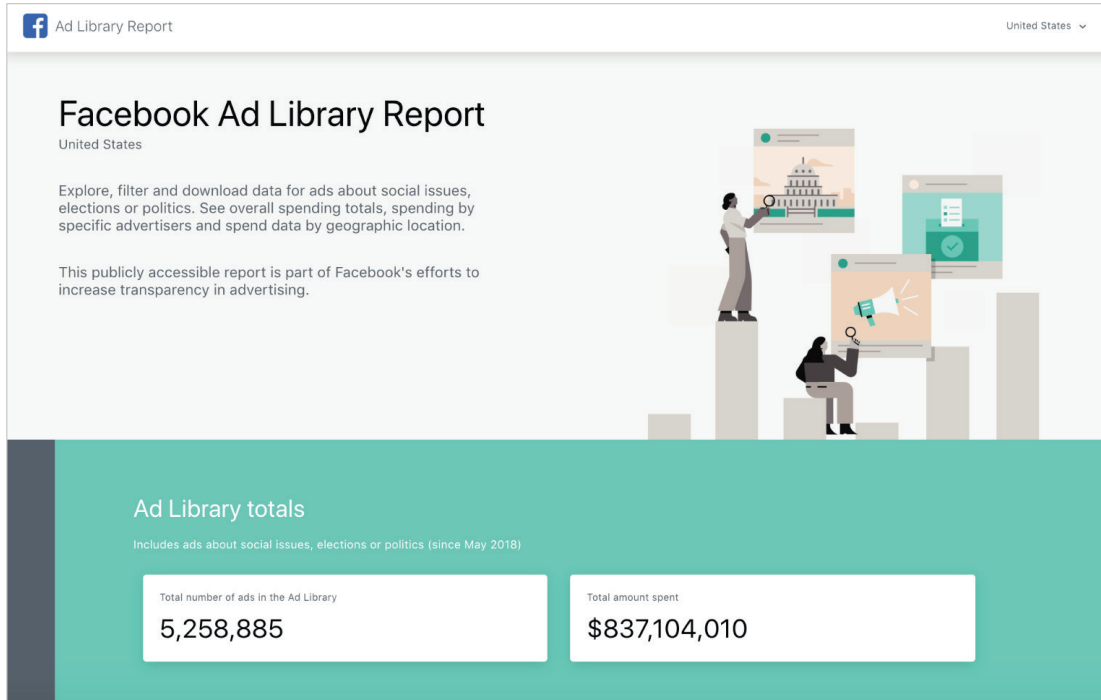 Ad Library Report
United States
Facebook Ad Library Report
United States
Explore, filter and download data for ads about social issues,
elections or politics. See overall spending totals, spending by
specific advertisers and spend data by geographic location.
This publicly accessible report is part of Facebook's efforts to
increase transparency in advertising.
Ad Library totals
Includes ads about social issues, elections or politics (since May 2018)
Total number of ads in the Ad Library
5,258,885
Total amount spent
$837,104,010